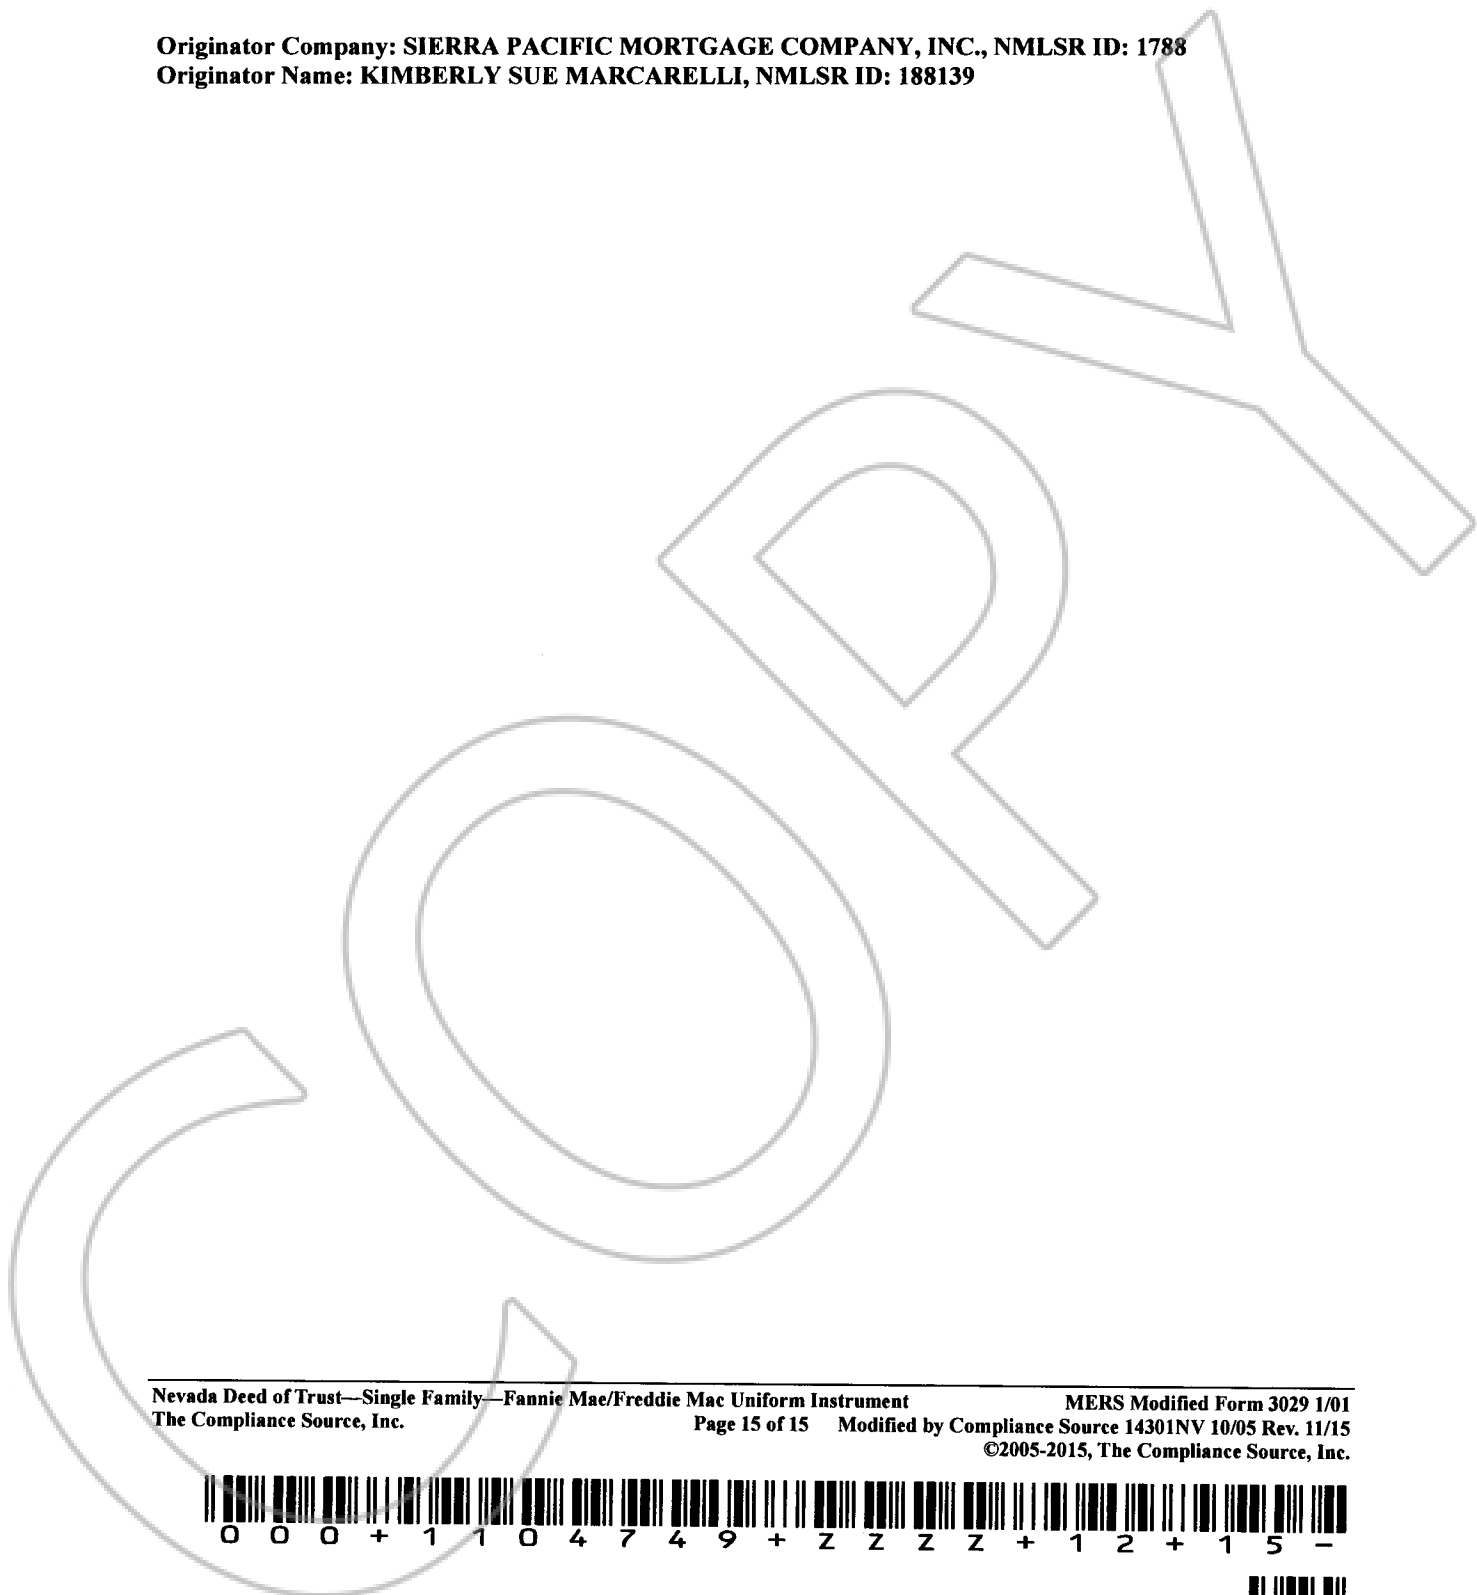 Originator Company: SIERRA PACIFIC MORTGAGE COMPANY, INC., NMLSR ID: 1788
Originator Name: KIMBERLY SUE MARCARELLI, NMLSR ID: 188139
COPY
Nevada Deed of Trust—Single Family—Fannie Mae/Freddie Mac Uniform Instrument MERS Modified Form 3029 1/01
The Compliance Source, Inc. Page 15 of 15 Modified by Compliance Source 14301NV 10/05 Rev. 11/15
©2005-2015, The Compliance Source, Inc.
000+1104749+ZZZZ+12+15-